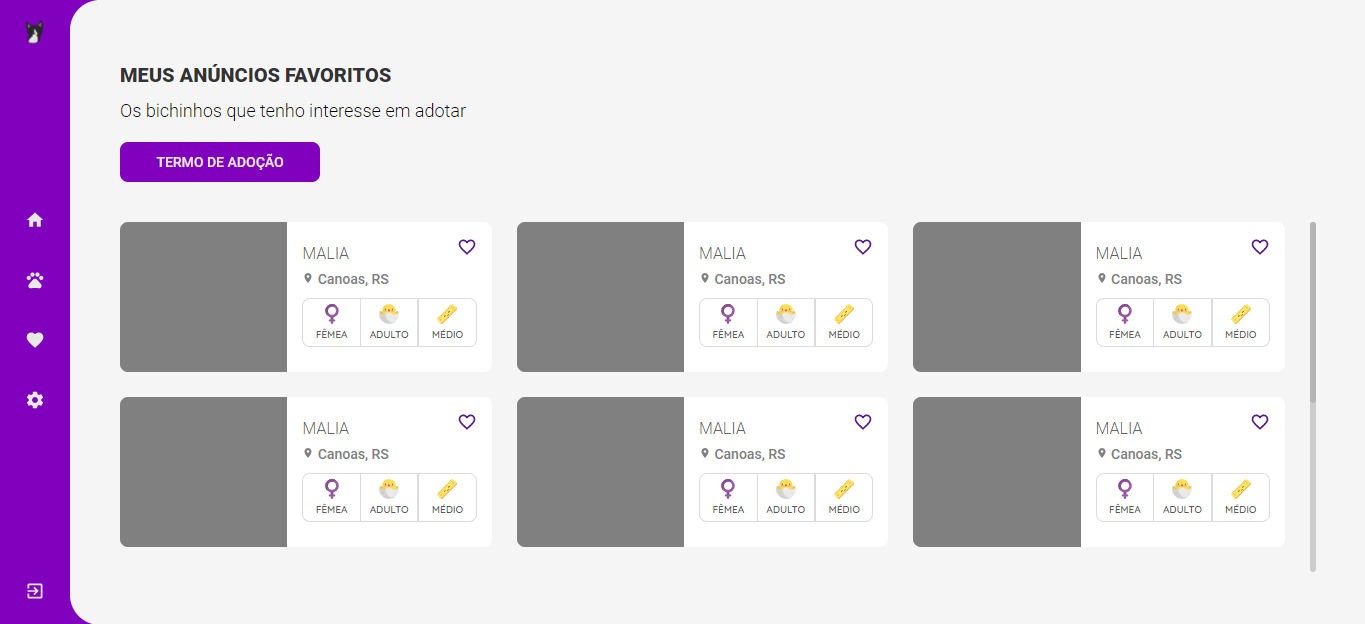 MEUS ANÚNCIOS FAVORITOS
Os bichinhos que tenho interesse em adotar
TERMO DE ADOÇÃO
MALIA
Canoas, RS
FÊMEA ADULTO MÉDIO
MALIA
Canoas, RS
FÊMEA ADULTO MÉDIO
MALIA
Canoas, RS
FÊMEA ADULTO MÉDIO
MALIA
Canoas, RS
FÊMEA ADULTO MÉDIO
MALIA
Canoas, RS
FÊMEA ADULTO MÉDIO
MALIA
Canoas, RS
FÊMEA ADULTO MÉDIO